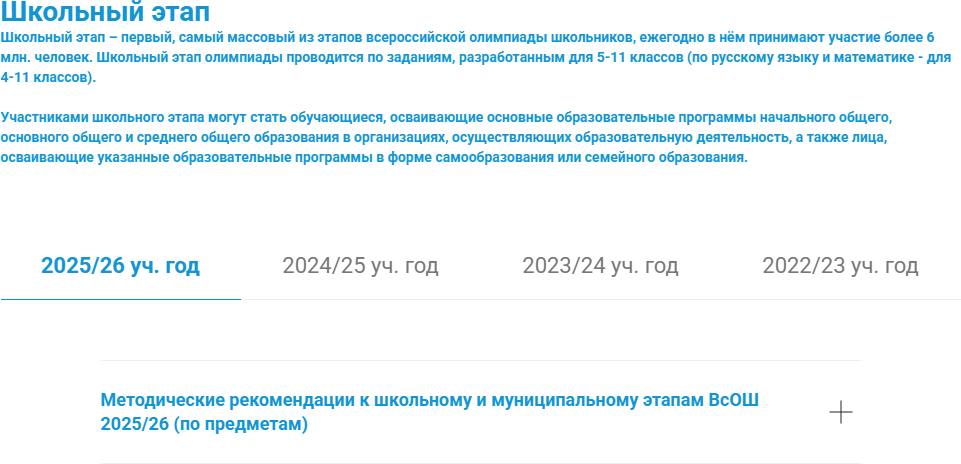 Школьный этап
Школьный этап – первый, самый массовый из этапов всероссийской олимпиады школьников, ежегодно в нём принимают участие более 6
млн. человек. Школьный этап олимпиады проводится по заданиям, разработанным для 5-11 классов (по русскому языку и математике - для
4-11 классов).
Участниками школьного этапа могут стать обучающиеся, осваивающие основные образовательные программы начального общего,
основного общего и среднего общего образования в организациях, осуществляющих образовательную деятельность, а также лица,
осваивающие указанные образовательные программы в форме самообразования или семейного образования.
2025/26 уч. год 2024/25 уч. год 2023/24 уч. год 2022/23 уч. год
Методические рекомендации к школьному и муниципальному этапам ВсОШ
2025/26 (по предметам)